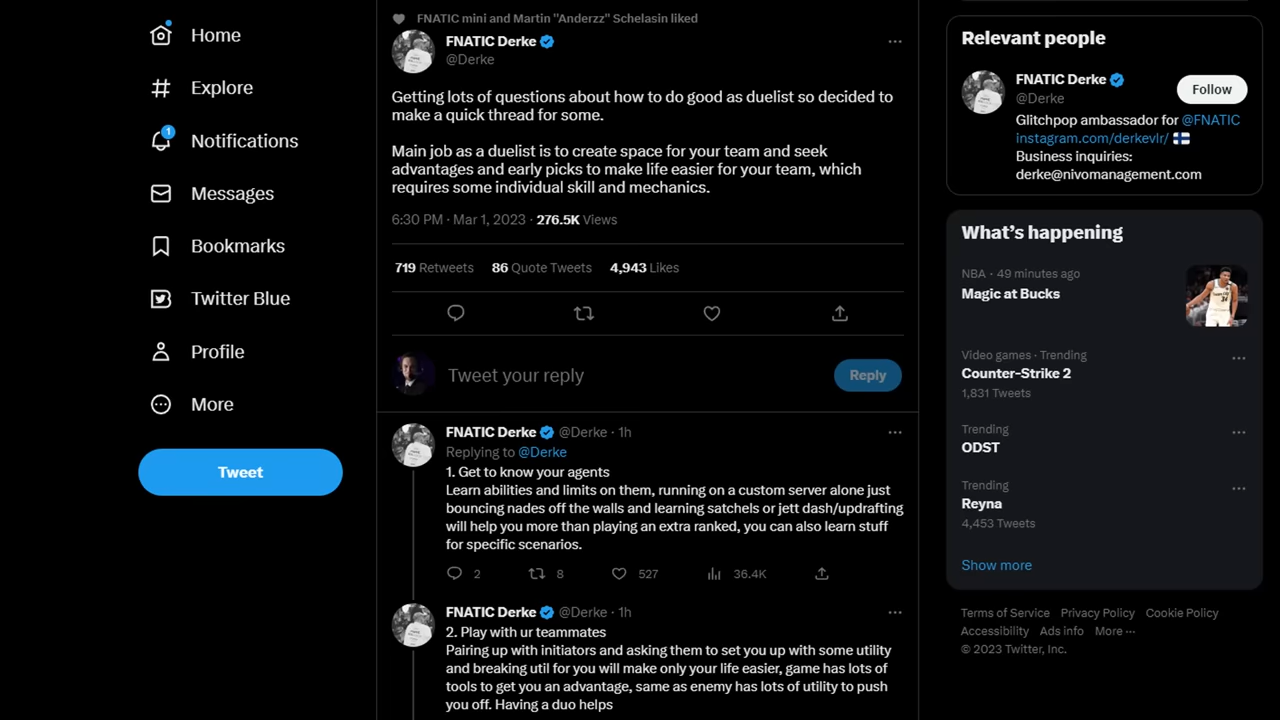 Home
Explore
1
Notifications
Messages
Bookmarks
Twitter Blue
Profile
More
Tweet
FNATIC mini and Martin "Anderzz" Schelasin liked
FNATIC Derke
@Derke
Getting lots of questions about how to do good as duelist so decided to
make a quick thread for some.
Main job as a duelist is to create space for your team and seek
advantages and early picks to make life easier for your team, which
requires some individual skill and mechanics.
6:30 PM · Mar 1, 2023 · 276.5K Views
719 Retweets 86 Quote Tweets 4,943 Likes
Tweet your reply
Reply
FNATIC Derke @Derke · 1h
Replying to @Derke
1. Get to know your agents
Learn abilities and limits on them, running on a custom server alone just
bouncing nades off the walls and learning satchels or jett dash/updrafting
will help you more than playing an extra ranked, you can also learn stuff
for specific scenarios.
2 8 527 36.4K
FNATIC Derke @Derke · 1h
2. Play with ur teammates
Pairing up with initiators and asking them to set you up with some utility
and breaking util for you will make only your life easier, game has lots of
tools to get you an advantage, same as enemy has lots of utility to push
you off. Having a duo helps
Relevant people
FNATIC Derke
@Derke
Follow
Glitchpop ambassador for @FNATIC
instagram.com/derkevlr/
Business inquiries:
derke@nivomanagement.com
What's happening
NBA · 49 minutes ago
Magic at Bucks
Video games · Trending
Counter-Strike 2
1,831 Tweets
Trending
ODST
Trending
Reyna
4,453 Tweets
Show more
Terms of Service Privacy Policy Cookie Policy
Accessibility Ads info More ···
© 2023 Twitter, Inc.